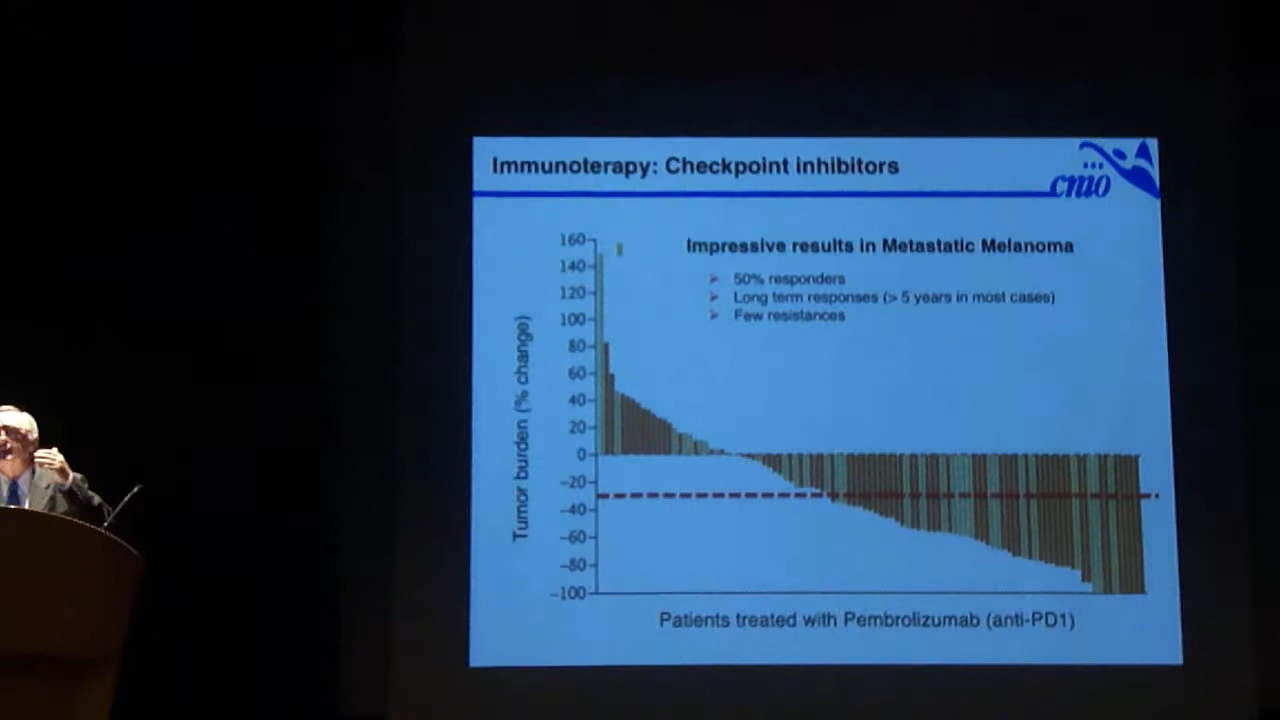 Immunoterapy: Checkpoint inhibitors
cnio
Impressive results in Metastatic Melanoma
50% responders
Long term responses (> 5 years in most cases)
Few resistances
Tumor burden (% change)
160
140
120
100
80
60
40
20
0
-20
-40
-60
-80
-100
Patients treated with Pembrolizumab (anti-PD1)